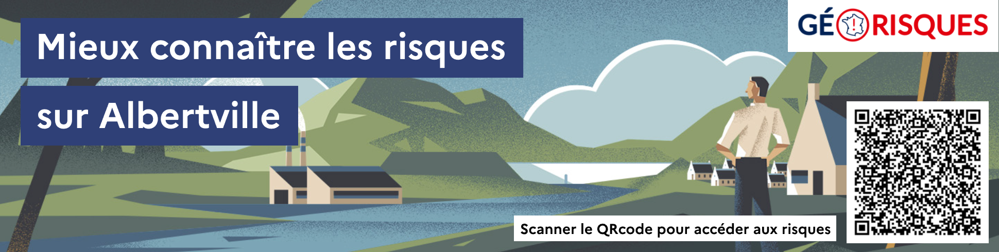 Mieux connaître les risques
sur Albertville
GÉORISQUES
Scanner le QRcode pour accéder aux risques